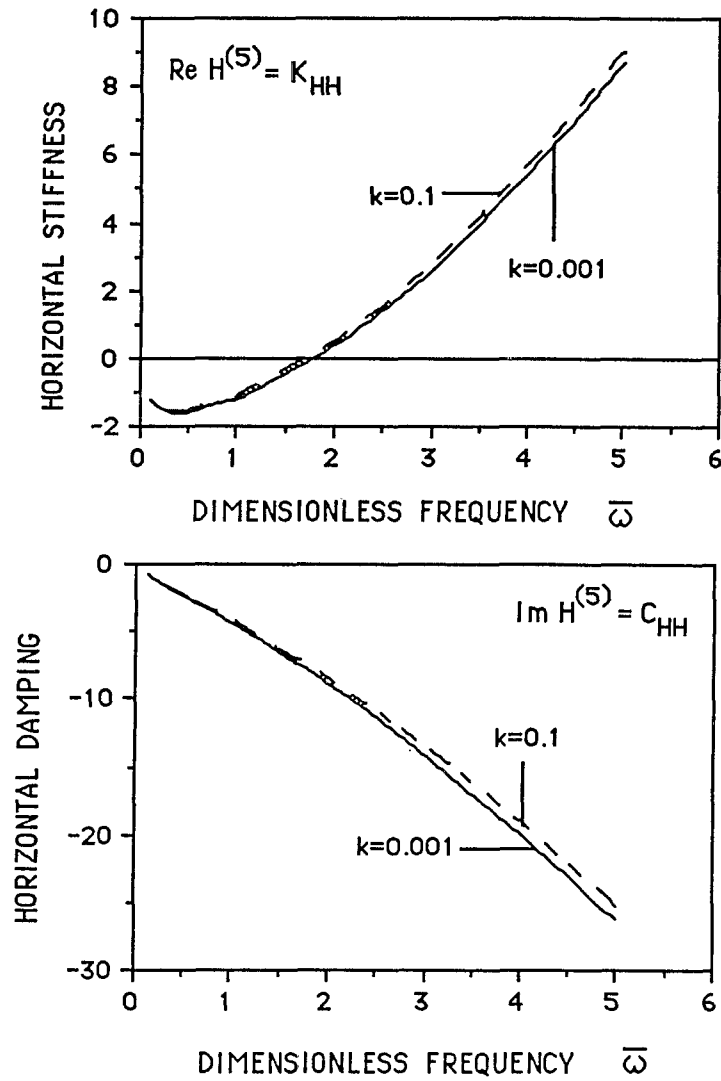 Re H(5) = KHH
HORIZONTAL STIFFNESS
10
8
6
4
2
0
-2
k=0.1
k=0.001
0 1 2 3 4 5 6
DIMENSIONLESS FREQUENCY ω̅
Im H(5) = CHH
HORIZONTAL DAMPING
0
-10
-20
-30
k=0.1
k=0.001
0 1 2 3 4 5 6
DIMENSIONLESS FREQUENCY ω̅